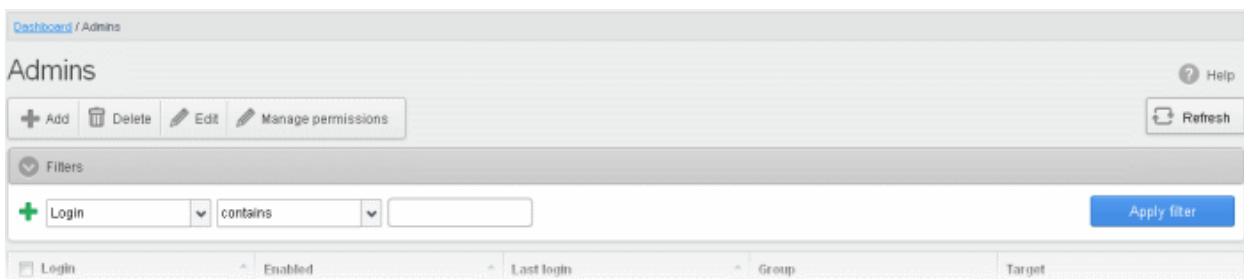 Dashboard / Admins
Admins
Help
Add Delete Edit Manage permissions
Refresh
Filters
Login contains
Apply filter
Login Enabled Last login Group Target